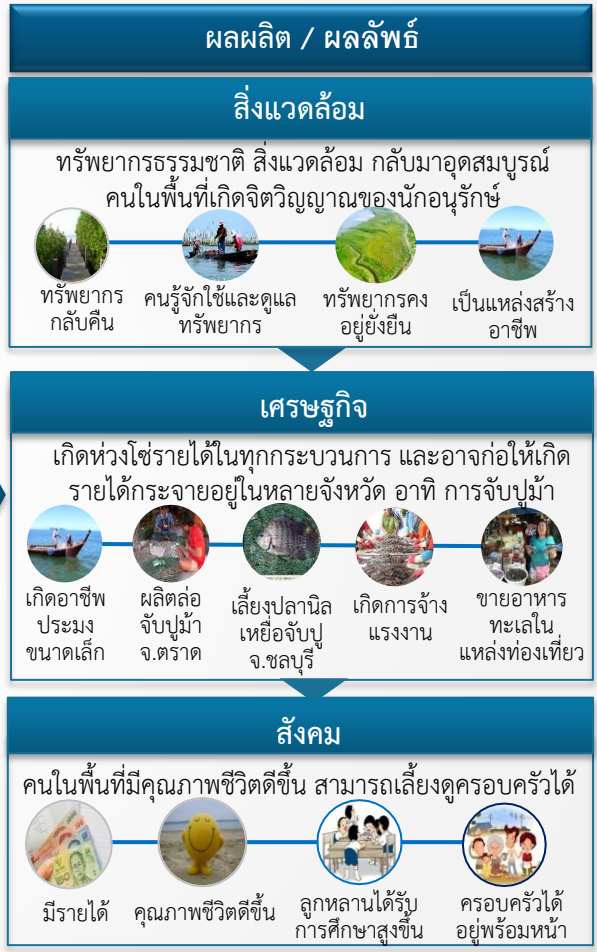 ผลผลิต / ผลลัพธ์
สิ่งแวดล้อม
ทรัพยากรธรรมชาติ สิ่งแวดล้อม กลับมาอุดสมบูรณ์
คนในพื้นที่เกิดจิตวิญญาณของนักอนุรักษ์
ทรัพยากร
กลับคืน
คนรู้จักใช้และดูแล
ทรัพยากร
ทรัพยากรคง
อยู่ยั่งยืน
เป็นแหล่งสร้าง
อาชีพ
เศรษฐกิจ
เกิดห่วงโซ่รายได้ในทุกกระบวนการ และอาจก่อให้เกิด
รายได้กระจายอยู่ในหลายจังหวัด อาทิ การจับปูม้า
เกิดอาชีพ
ประมง
ขนาดเล็ก
ผลิตล่อ
จับปูม้า
จ.ตราด
เลี้ยงปลานิล
เหยื่อจับปู
จ.ชลบุรี
เกิดการจ้าง
แรงงาน
ขายอาหาร
ทะเลใน
แหล่งท่องเที่ยว
สังคม
คนในพื้นที่มีคุณภาพชีวิตดีขึ้น สามารถเลี้ยงดูครอบครัวได้
มีรายได้
คุณภาพชีวิตดีขึ้น
ลูกหลานได้รับ
การศึกษาสูงขึ้น
ครอบครัวได้
อยู่พร้อมหน้า